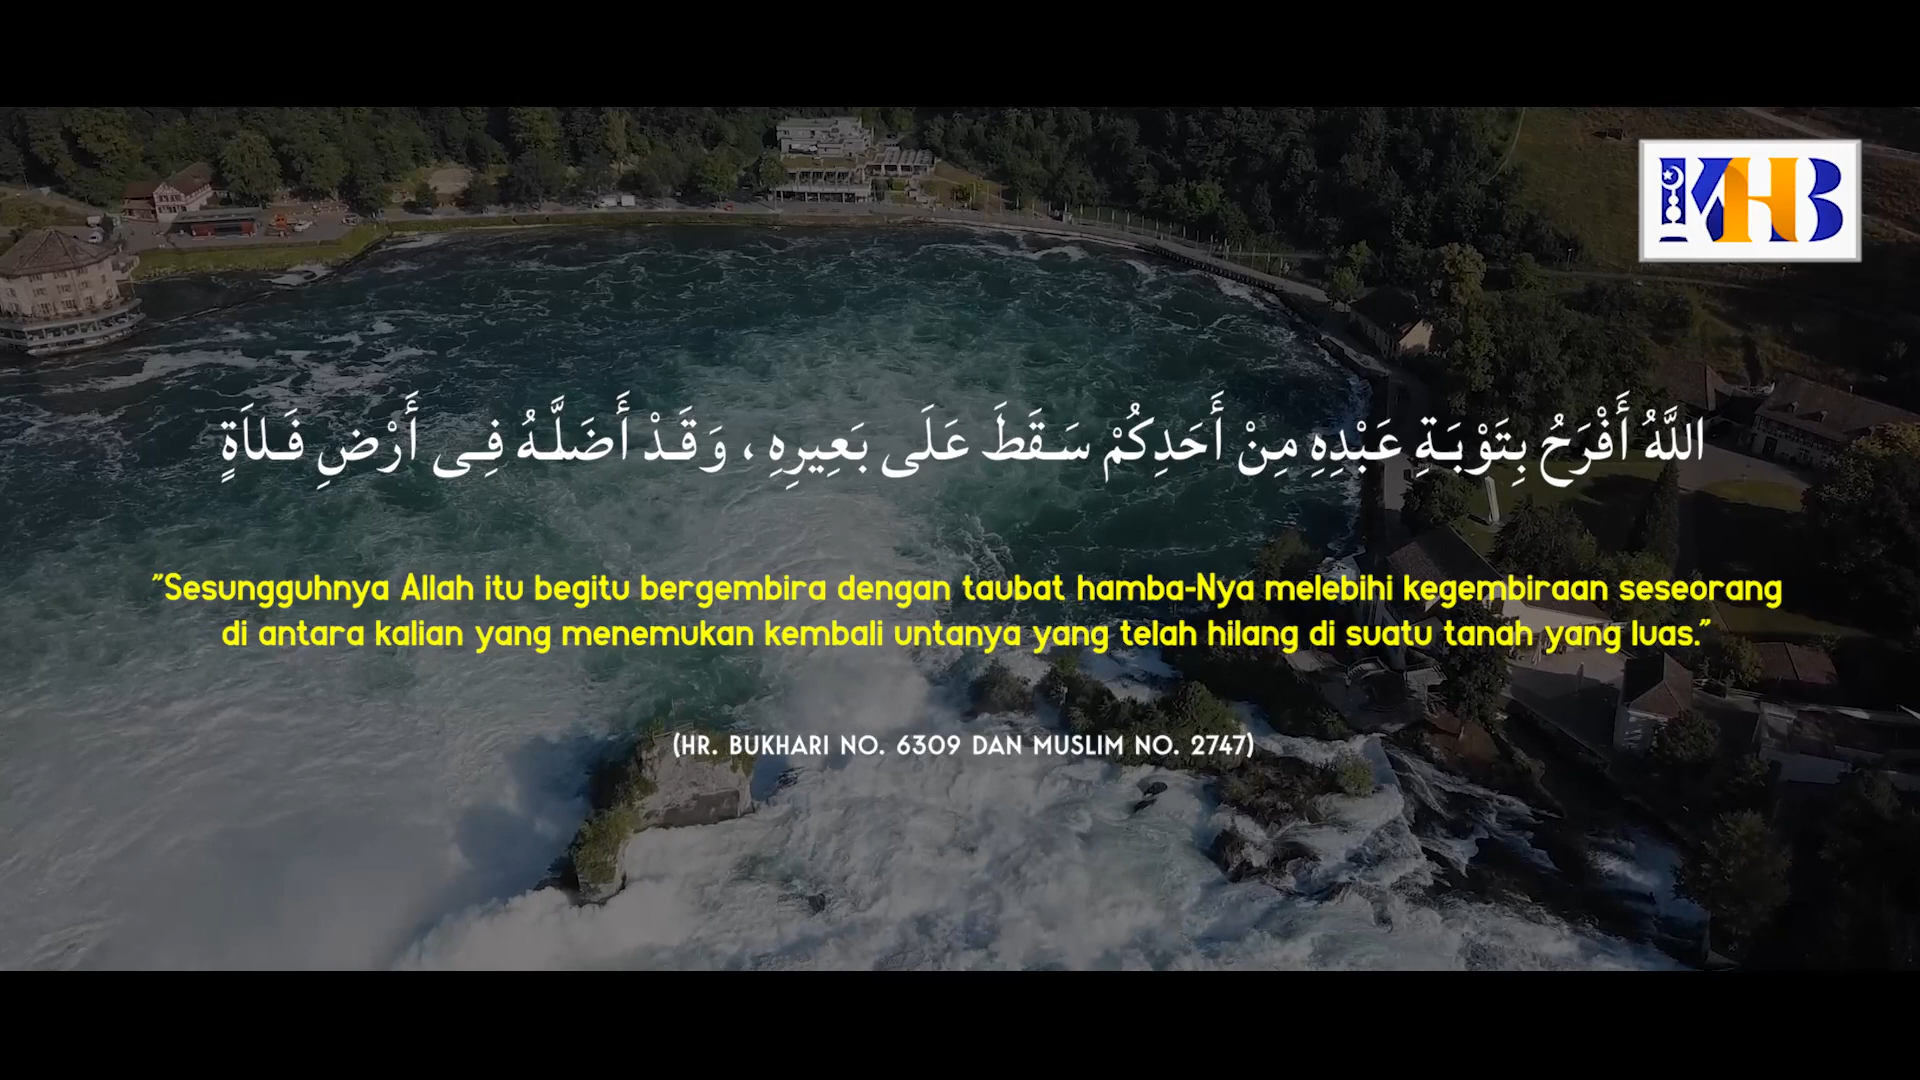 KHB
اللَّهُ أَفْرَحُ بِتَوْبَةِ عَبْدِهِ مِنْ أَحَدِكُمْ سَقَطَ عَلَى بَعِيرِهِ ، وَقَدْ أَضَلَّهُ فِى أَرْضِ فَلاَةٍ
"Sesungguhnya Allah itu begitu bergembira dengan taubat hamba-Nya melebihi kegembiraan seseorang
di antara kalian yang menemukan kembali untanya yang telah hilang di suatu tanah yang luas."
(HR. BUKHARI NO. 6309 DAN MUSLIM NO. 2747)